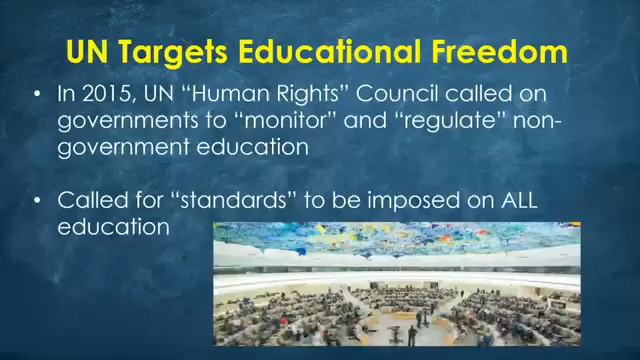 UN Targets Educational Freedom
• In 2015, UN “Human Rights” Council called on
governments to “monitor” and “regulate” non-
government education
• Called for “standards” to be imposed on ALL
education